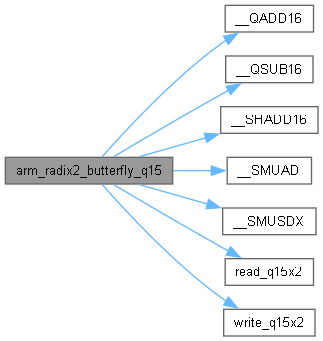 __QADD16
__QSUB16
__SHADD16
arm_radix2_butterfly_q15
__SMUAD
__SMUSDX
read_q15x2
write_q15x2